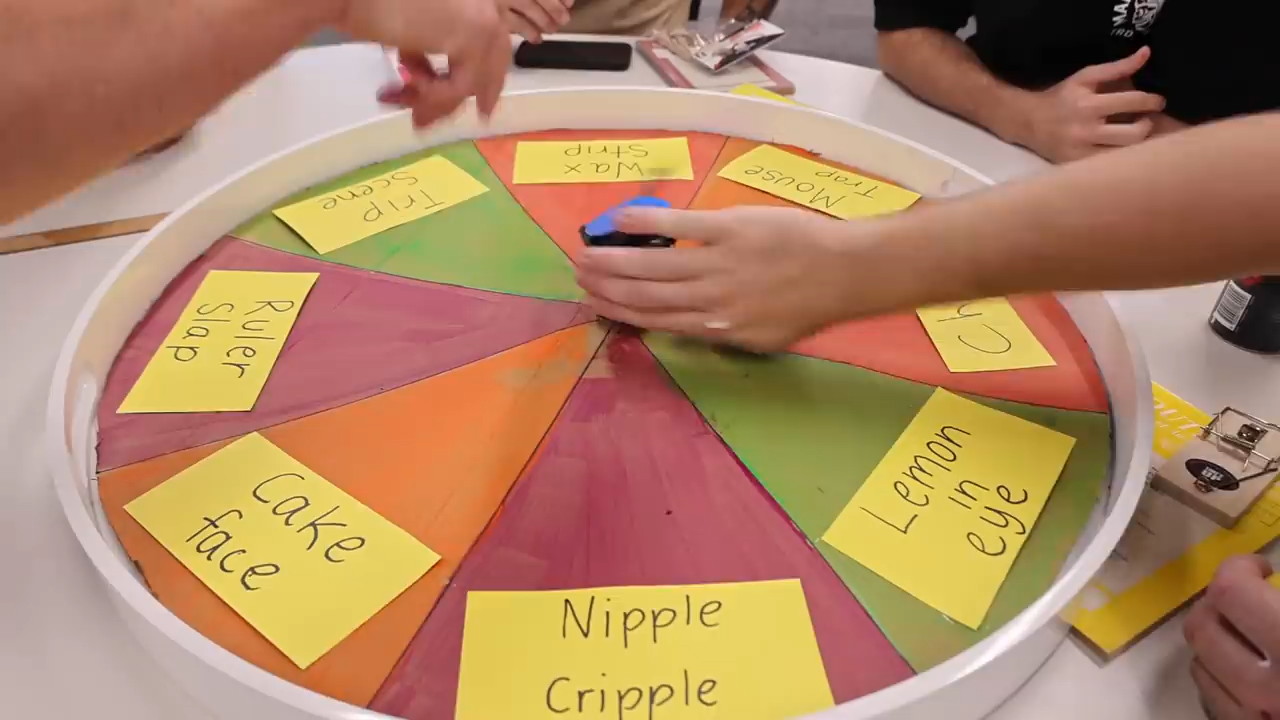 Wax
Strip
Mouse
Trap
Trip
Scene
Ruler
Slap
Cake
face
Lemon
in
eye
Nipple
Cripple